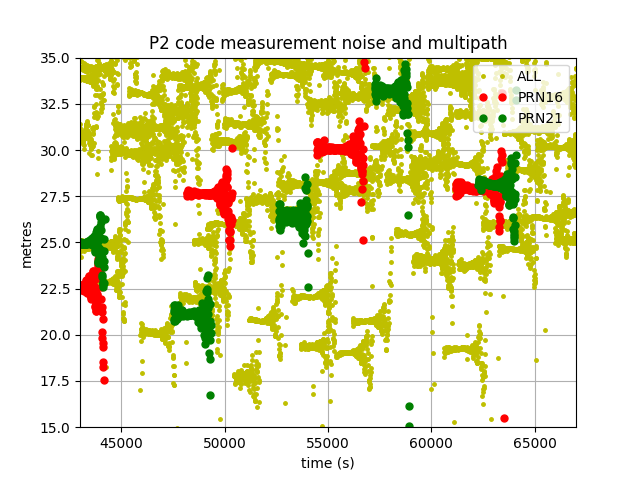 P2 code measurement noise and multipath
35.0
32.5
30.0
27.5
25.0
22.5
20.0
17.5
15.0
metres
ALL
PRN16
PRN21
45000
50000
55000
60000
65000
time (s)